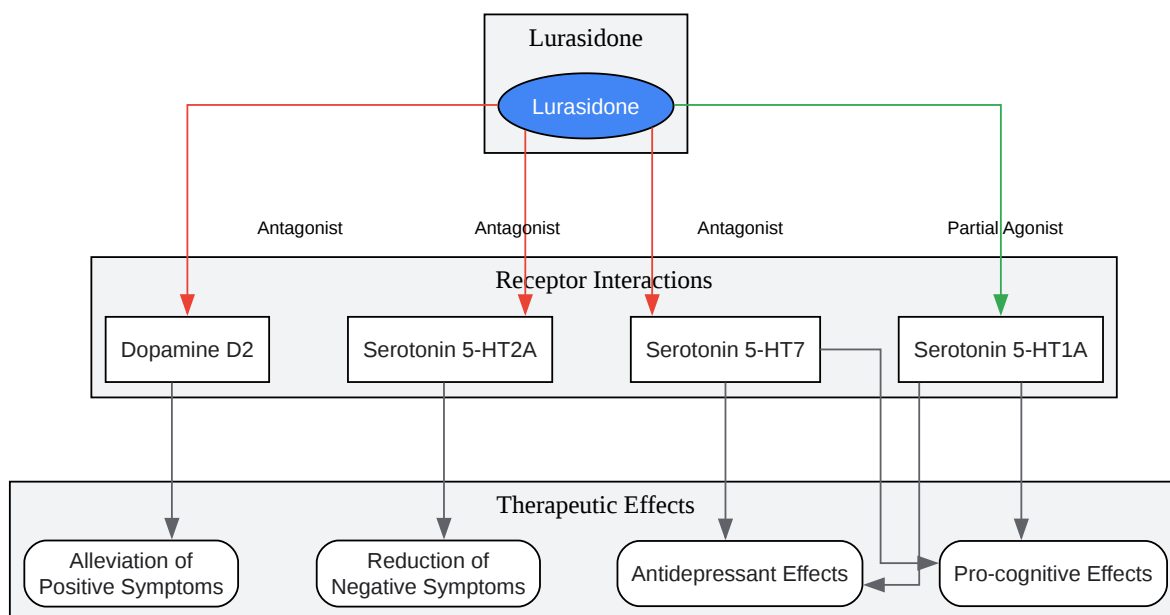 Lurasidone
Lurasidone
Antagonist
Antagonist
Antagonist
Partial Agonist
Receptor Interactions
Dopamine D2
Serotonin 5-HT2A
Serotonin 5-HT7
Serotonin 5-HT1A
Therapeutic Effects
Alleviation of
Positive Symptoms
Reduction of
Negative Symptoms
Antidepressant Effects
Pro-cognitive Effects